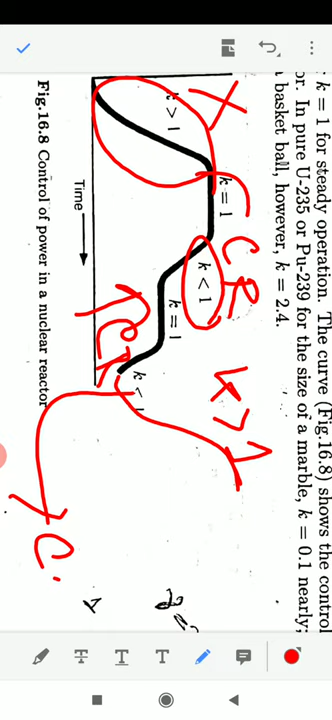 k = 1 for steady operation. The curve (Fig.16.8) shows the control
or. In pure U-235 or Pu-239 for the size of a marble, k = 0.1 nearly;
basket ball, however, k = 2.4.
k > 1
k = 1
k < 1
k = 1
k < 1
Time
Fig.16.8 Control of power in a nuclear reactor
X
CR
k > 1
C.